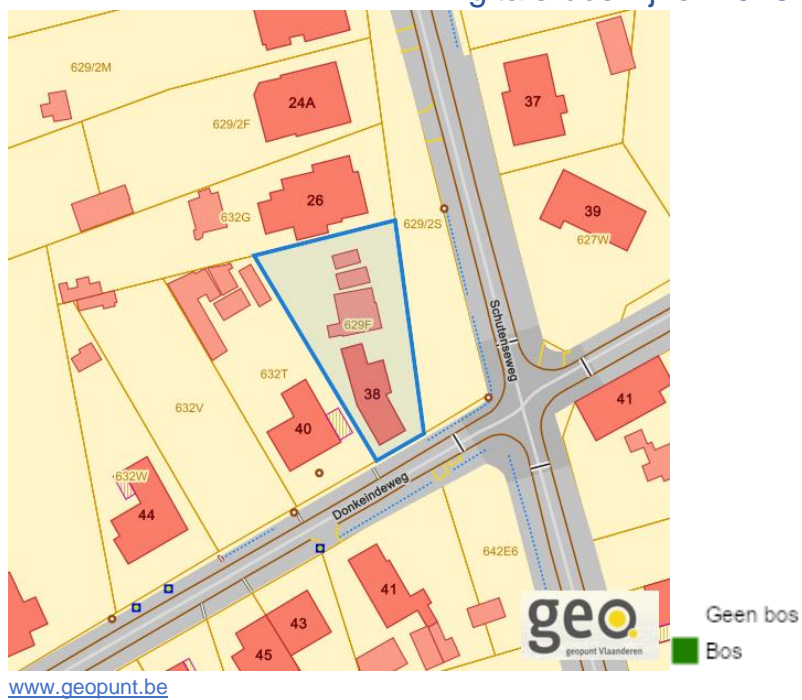 629/2M
24A
37
629/2F
26
39
632G
629/2S
627W
629F
Schutenseweg
632T
38
632V
40
41
632W
Donkeindeweg
44
642E6
41
43
45
geo
geopunt Vlaanderen
Geen bos
Bos
www.geopunt.be